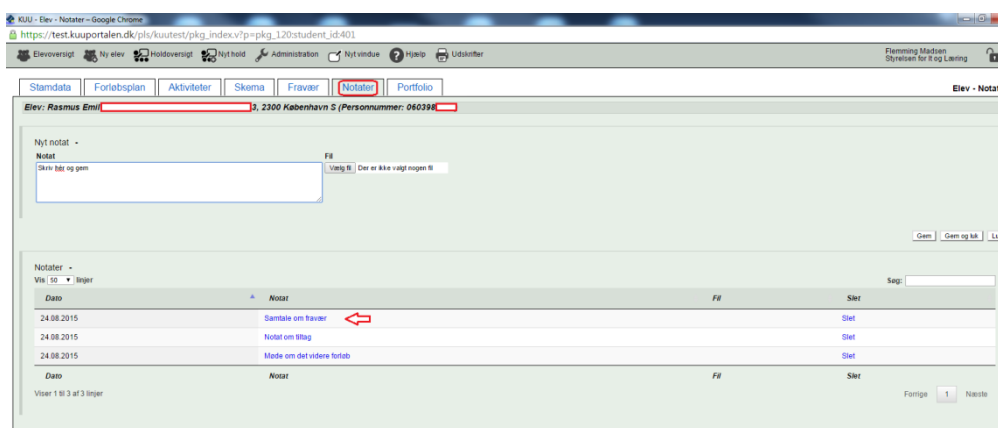 KUU - Elev - Notater – Google Chrome
https://test.kuuportalen.dk/pls/kuutest/pkg_index.v?p=pkg_120:student_id:401
Elevoversigt Ny elev Holdoversigt Nyt hold Administration Nyt vindue Hjælp Udskrifter Flemming Madsen
Styrelsen for It og Læring
Stamdata Forløbsplan Aktiviteter Skema Fravær Notater Portfolio Elev - Notat
Elev: Rasmus Emil 3, 2300 København S (Personnummer: 060398
Nyt notat
Notat Fil
Skriv hér og gem Vælg fil Der er ikke valgt nogen fil
Gem Gem og luk Lu
Notater
Vis 50 linjer Søg:
Dato Notat Fil Slet
24.08.2015 Samtale om fravær Slet
24.08.2015 Notat om tiltag Slet
24.08.2015 Møde om det videre forløb Slet
Dato Notat Fil Slet
Viser 1 til 3 af 3 linjer Forrige 1 Næste